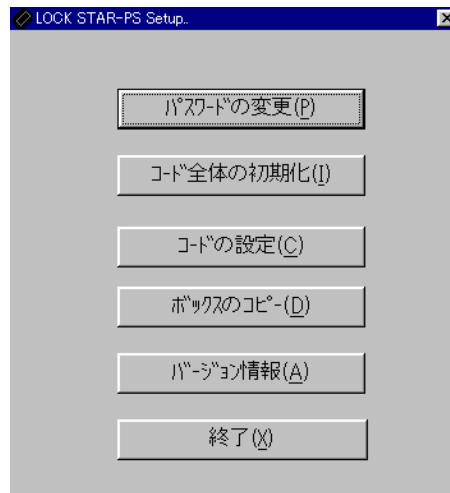 LOCK STAR-PS Setup..
ﾊﾟｽﾜｰﾄﾞの変更(P)
ｺｰﾄﾞ全体の初期化(I)
ｺｰﾄﾞの設定(C)
ﾎﾞｯｸｽのｺﾋﾟｰ(D)
ﾊﾞｰｼﾞｮﾝ情報(A)
終了(X)